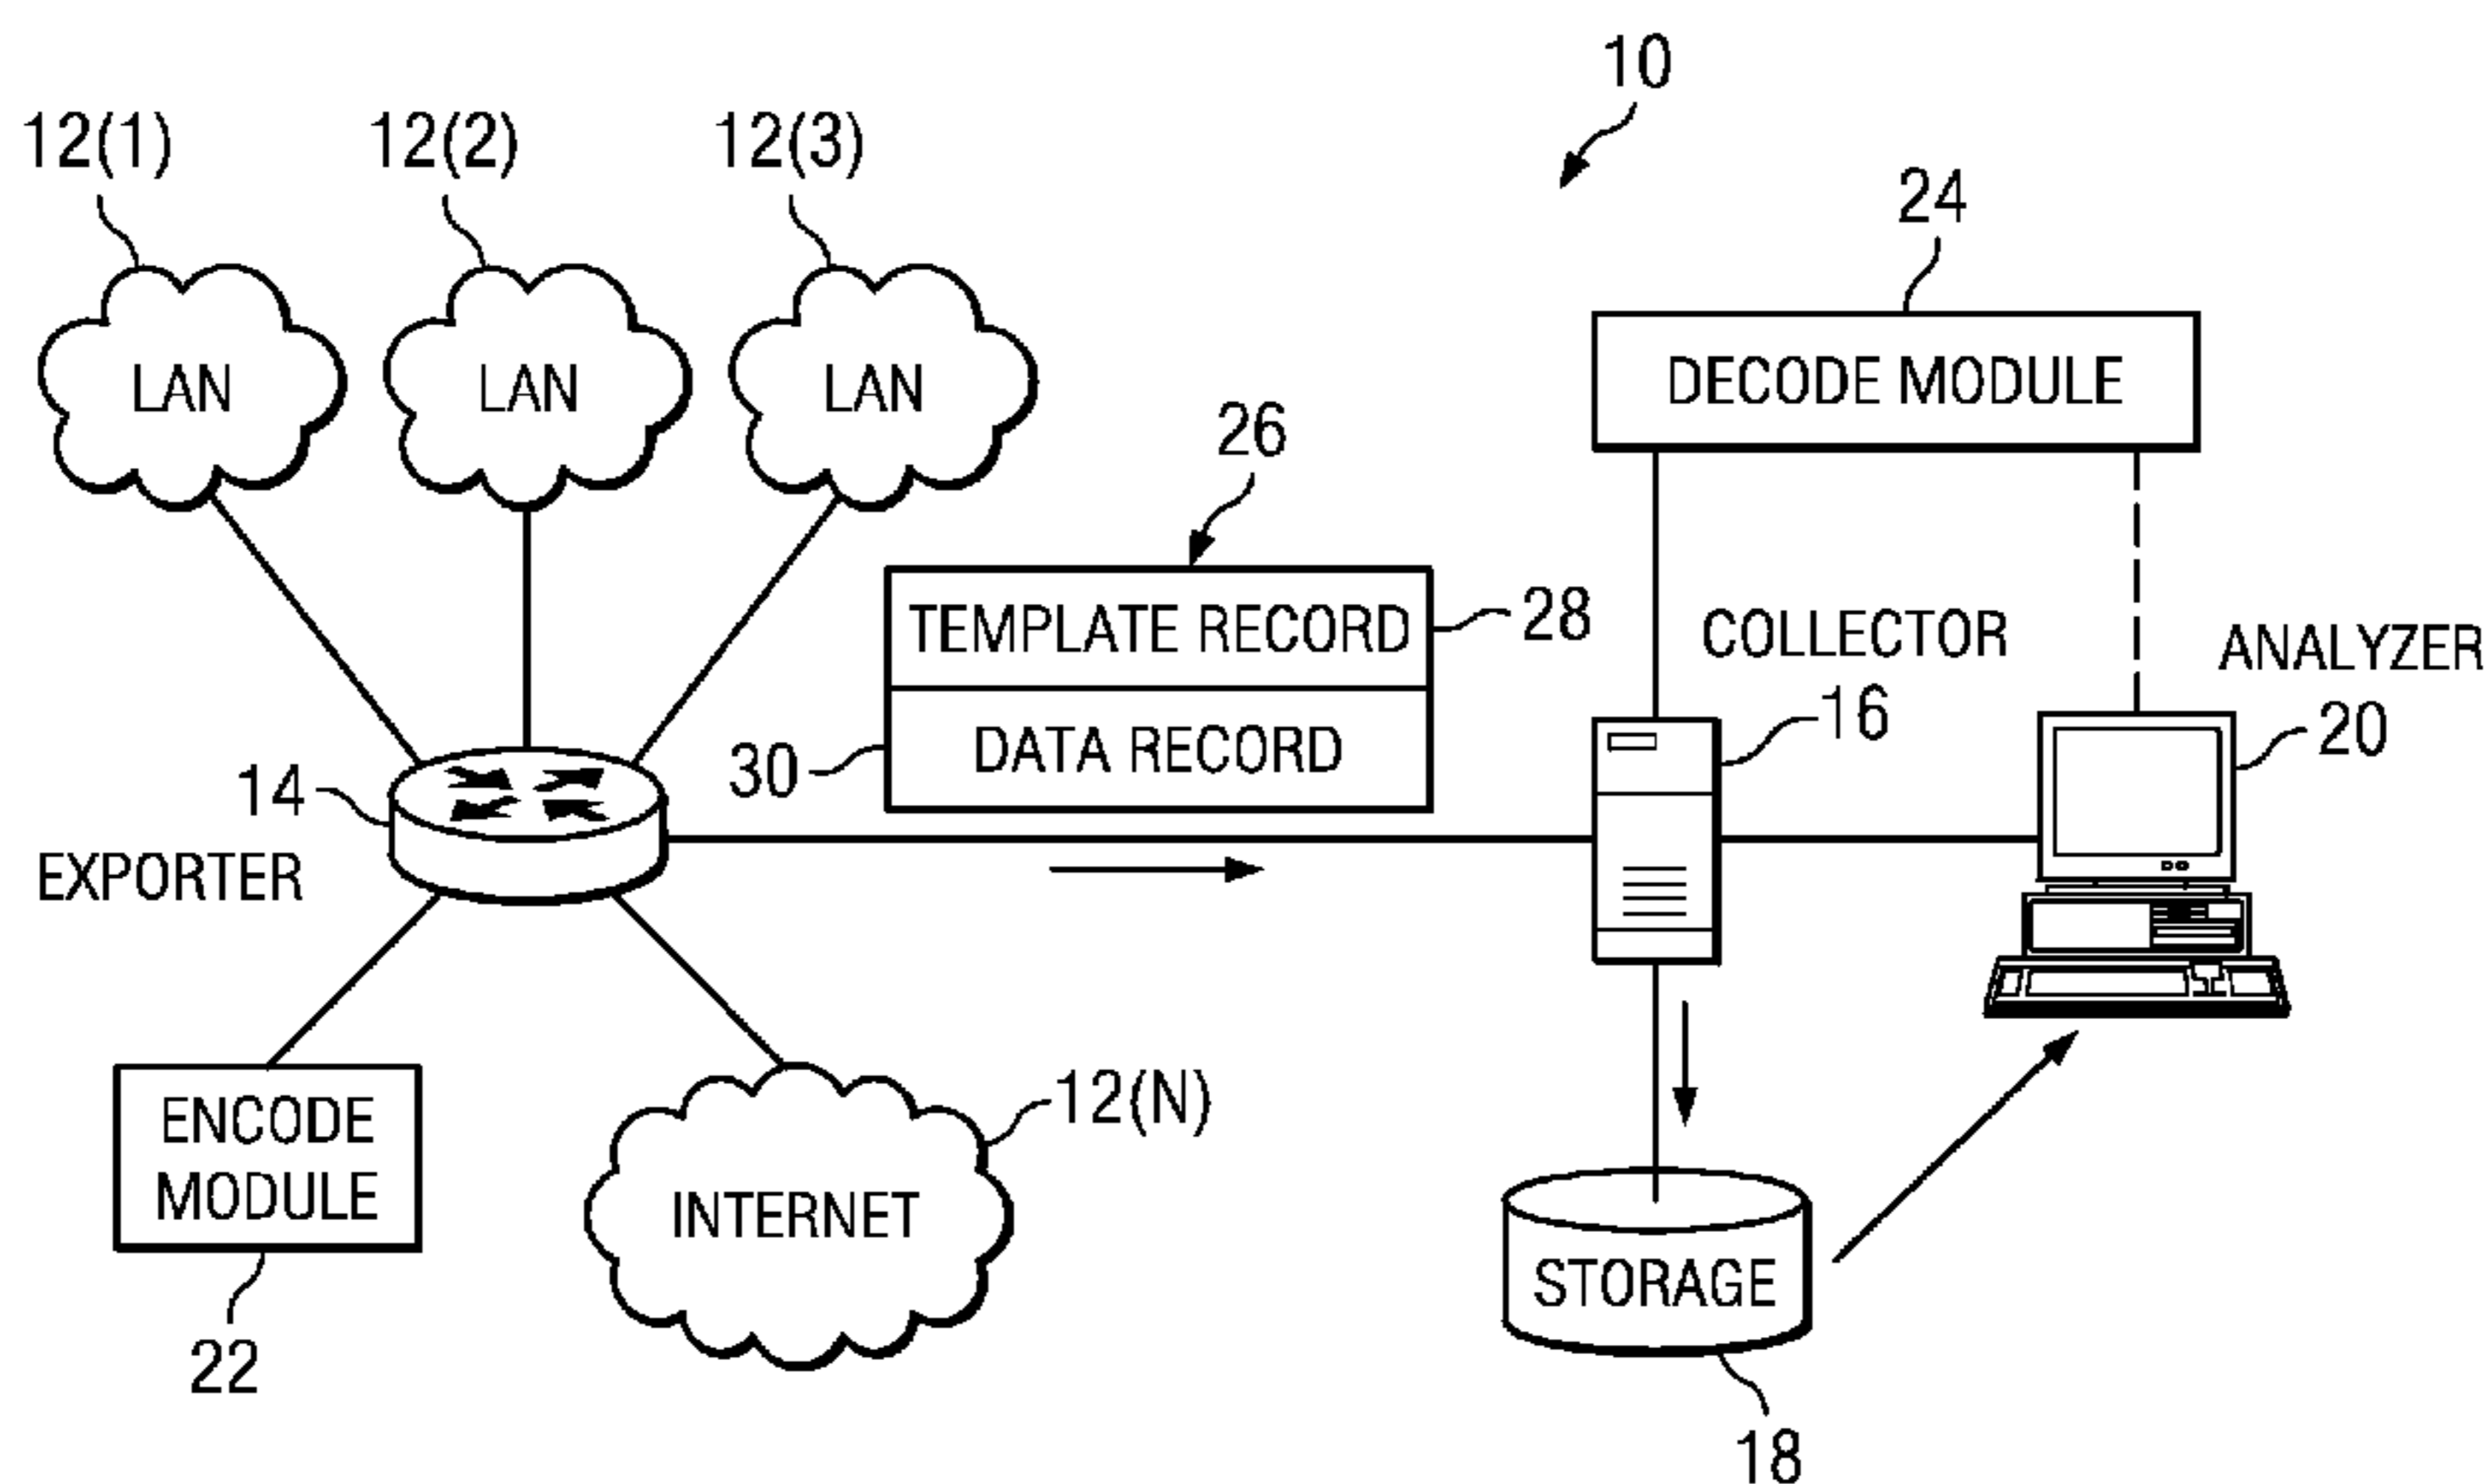 10
12(1)
12(2)
12(3)
24
LAN
LAN
LAN
DECODE MODULE
26
TEMPLATE RECORD
28
COLLECTOR
ANALYZER
16
20
14
30
DATA RECORD
EXPORTER
ENCODE
MODULE
12(N)
INTERNET
STORAGE
22
18